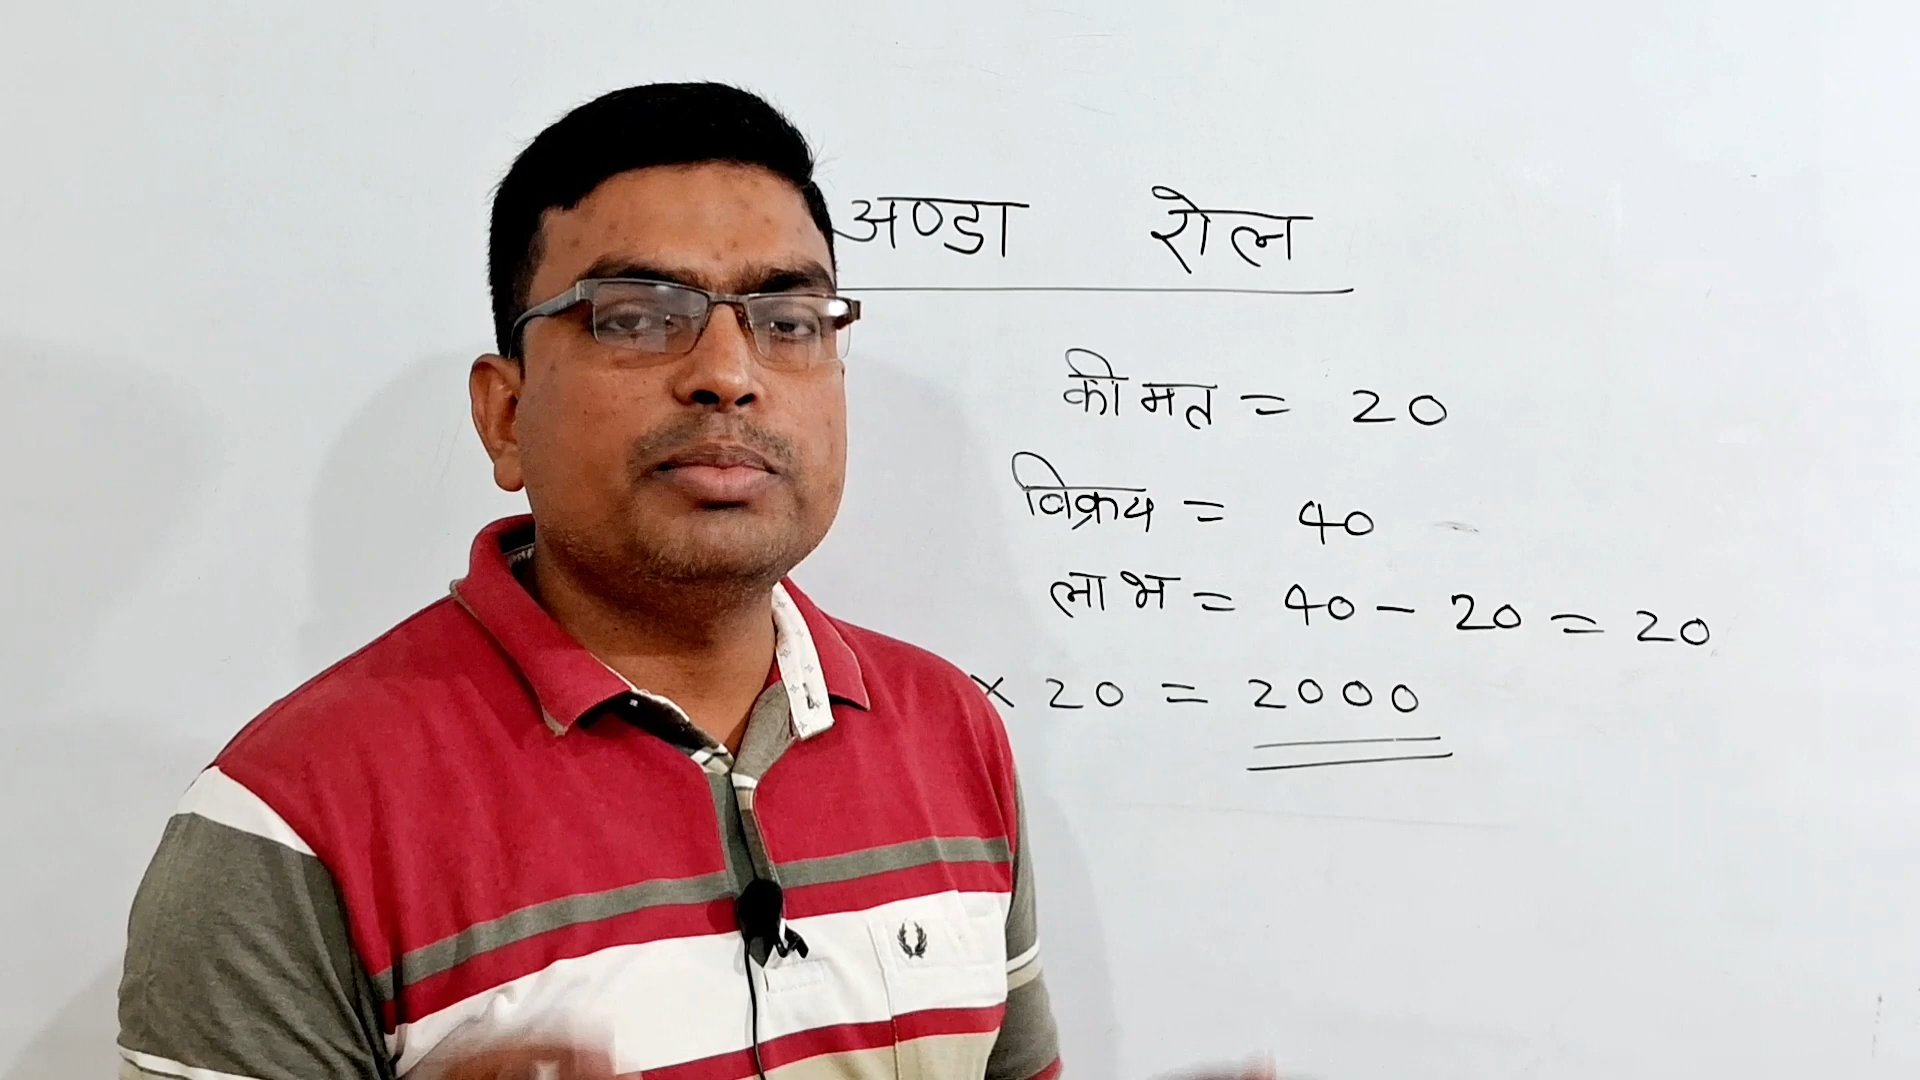 अण्डा रोल
कीमत = 20
विक्रय = 40
लाभ = 40 - 20 = 20
x 20 = 2000